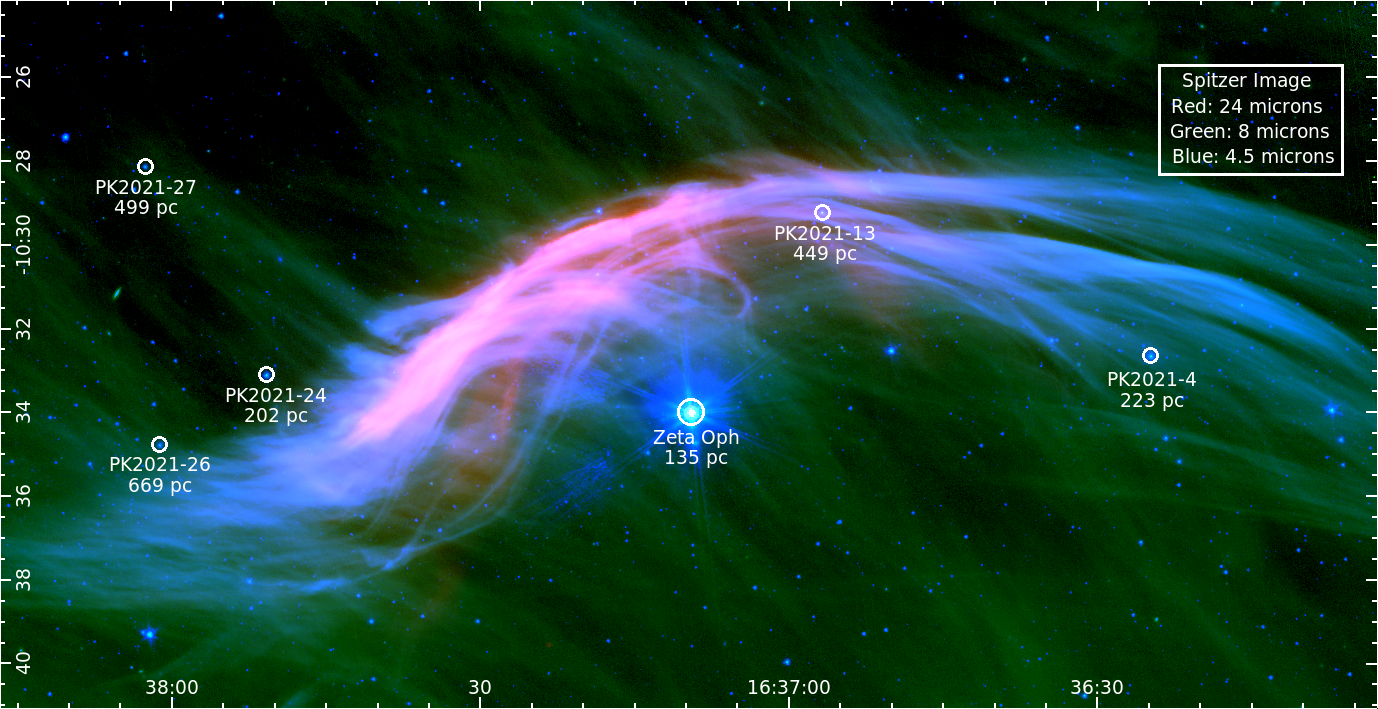 Spitzer Image
Red: 24 microns
Green: 8 microns
Blue: 4.5 microns
26
28
-10:30
32
34
36
38
40
PK2021-27
499 pc
PK2021-13
449 pc
PK2021-24
202 pc
PK2021-4
223 pc
Zeta Oph
135 pc
PK2021-26
669 pc
38:00
30
16:37:00
36:30